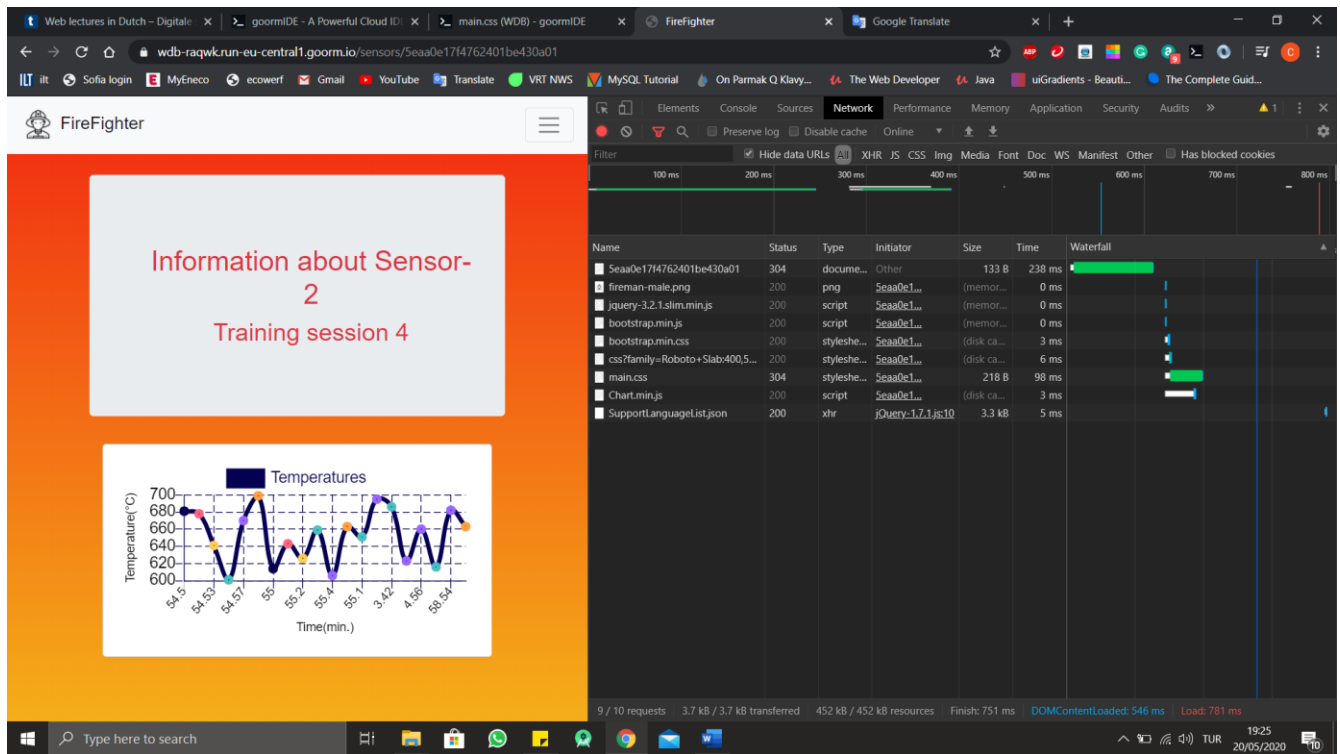 Web lectures in Dutch – Digitale
goormIDE - A Powerful Cloud ID
main.css (WDB) - goormIDE
FireFighter
Google Translate
wdb-raqwk.run-eu-central1.goorm.io/sensors/5eaa0e17f4762401be430a01
ilt Sofia login MyEneco ecowerf Gmail YouTube Translate VRT NWS MySQL Tutorial On Parmak Q Klavy... The Web Developer Java uiGradients - Beauti... The Complete Guid...
FireFighter
Information about Sensor-
2
Training session 4
Temperatures
Temperature(°C)
700
680
660
640
620
600
54.5 54.53 54.57 55 55.2 55.4 55.1 3.42 4.56 58.54
Time(min.)
Elements Console Sources Network Performance Memory Application Security Audits » 1
Preserve log Disable cache Online
Filter Hide data URLs All XHR JS CSS Img Media Font Doc WS Manifest Other Has blocked cookies
100 ms 200 ms 300 ms 400 ms 500 ms 600 ms 700 ms 800 ms
Name Status Type Initiator Size Time Waterfall
5eaa0e17f4762401be430a01 304 docume... Other 133 B 238 ms
fireman-male.png 200 png 5eaa0e1... (memor... 0 ms
jquery-3.2.1.slim.min.js 200 script 5eaa0e1... (memor... 0 ms
bootstrap.min.js 200 script 5eaa0e1... (memor... 0 ms
bootstrap.min.css 200 styleshe... 5eaa0e1... (disk ca... 3 ms
css?family=Roboto+Slab:400,5... 200 styleshe... 5eaa0e1... (disk ca... 6 ms
main.css 304 styleshe... 5eaa0e1... 218 B 98 ms
Chart.min.js 200 script 5eaa0e1... (disk ca... 3 ms
SupportLanguageList.json 200 xhr jQuery-1.7.1.js:10 3.3 kB 5 ms
9 / 10 requests 3.7 kB / 3.7 kB transferred 452 kB / 452 kB resources Finish: 751 ms DOMContentLoaded: 546 ms Load: 781 ms
Type here to search
TUR
19:25
20/05/2020
10